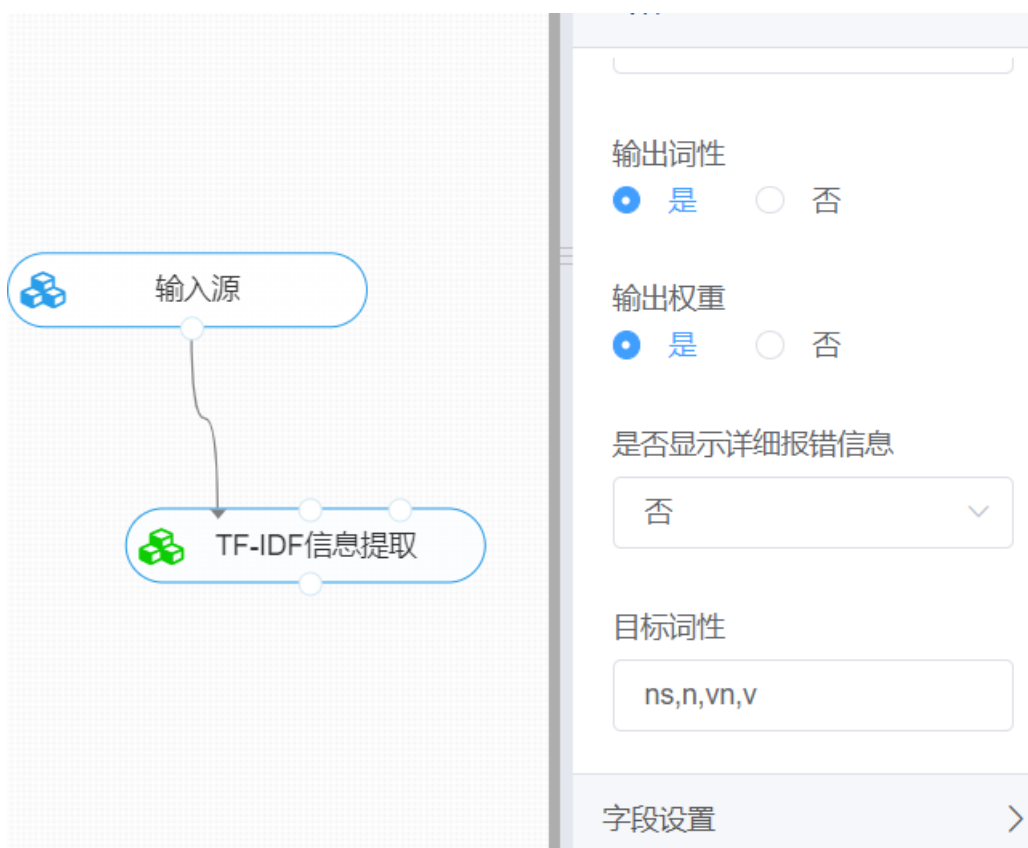 输入源
TF-IDF信息提取
输出词性
是 否
输出权重
是 否
是否显示详细报错信息
否
目标词性
ns,n,vn,v
字段设置